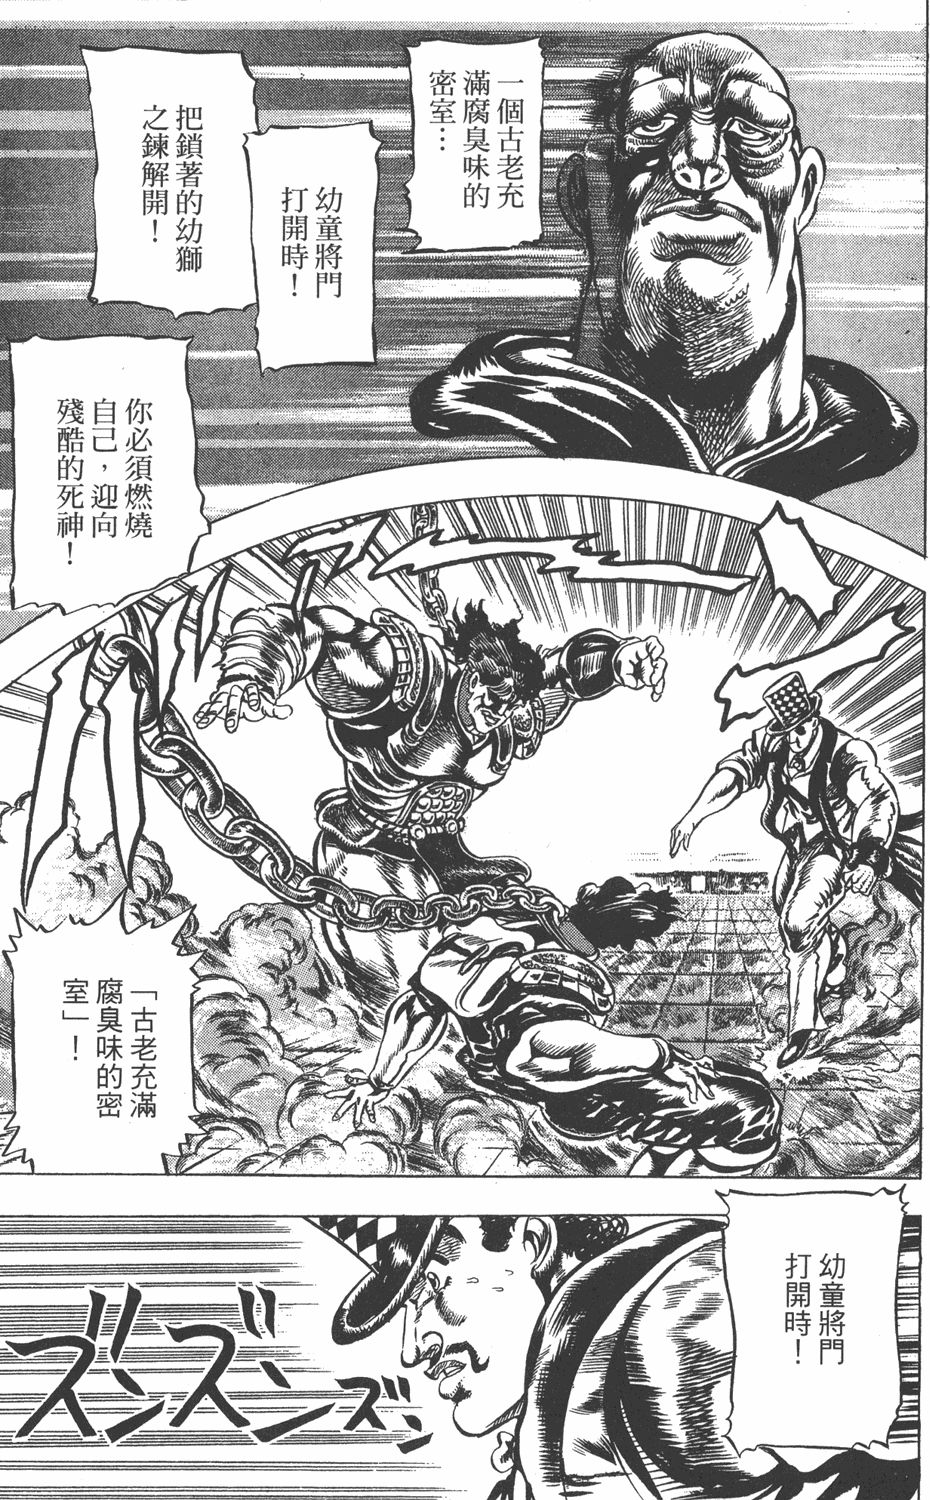 一個古老充
滿腐臭味的
密室…
幼童將門
打開時！
把鎖著的幼獅
之鍊解開！
你必須燃燒
自己，迎向
殘酷的死神！
「古老充滿
腐臭味的密
室」！
幼童將門
打開時！
ズンズンズン